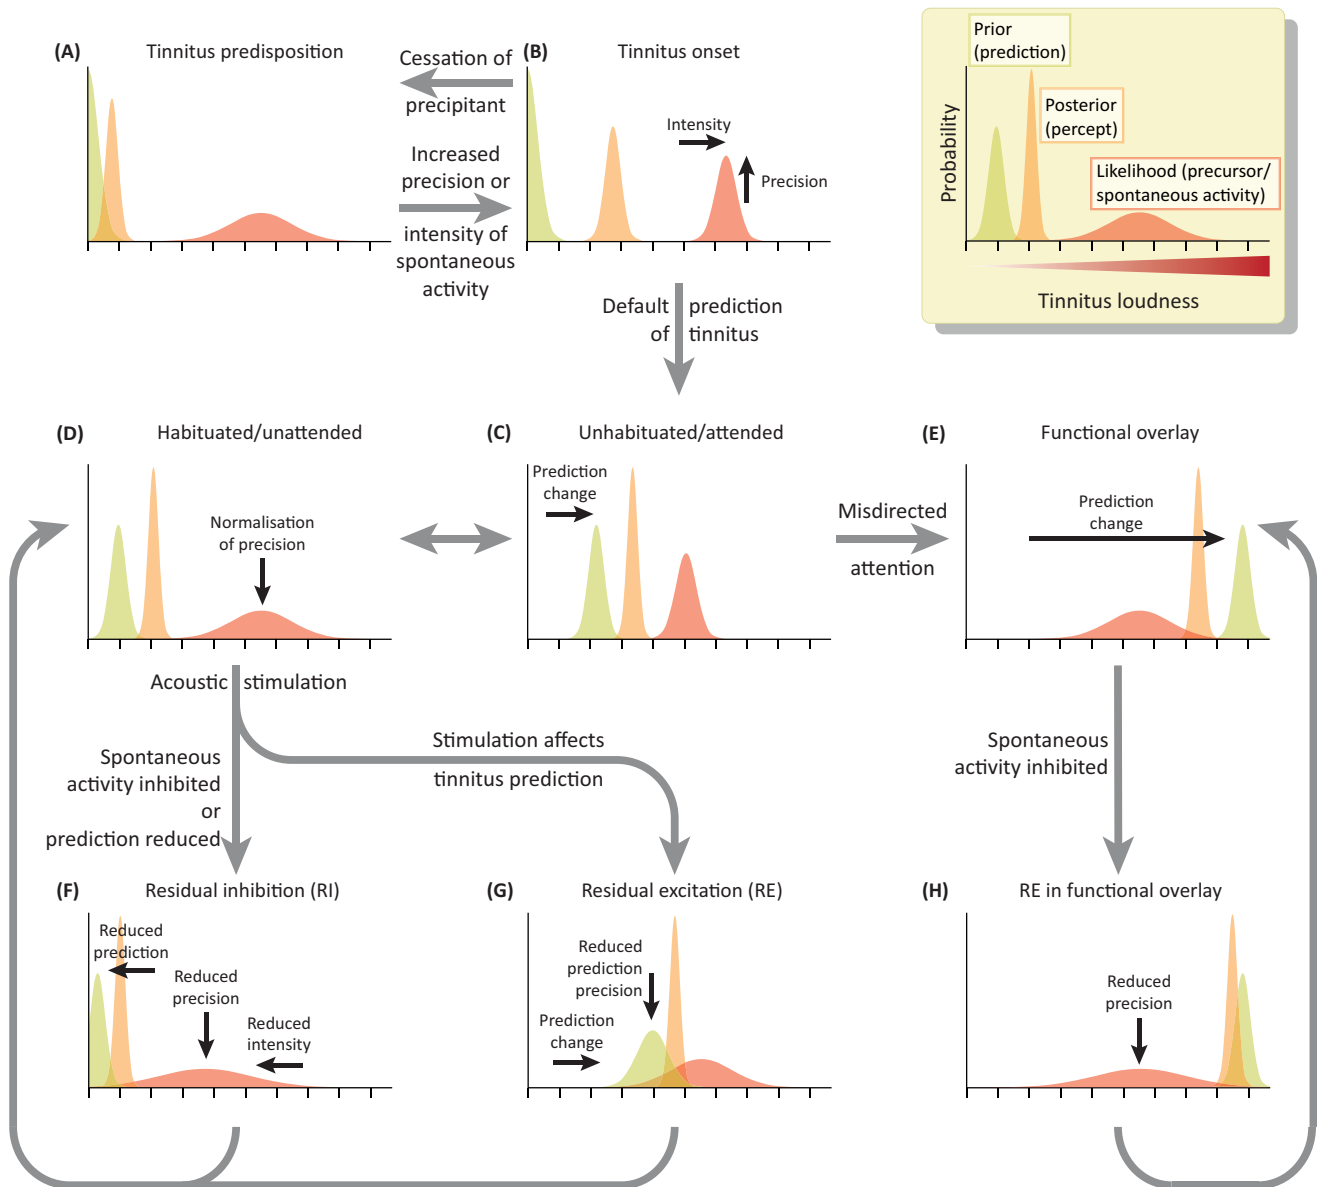 (A)
Tinnitus predisposition
Cessation of
precipitant
Increased
precision or
intensity of
spontaneous
activity
(B)
Tinnitus onset
Intensity
Precision
Prior
(prediction)
Posterior
(percept)
Likelihood (precursor/
spontaneous activity)
Probability
Tinnitus loudness
Default prediction
of tinnitus
(D)
Habituated/unattended
Normalisation
of precision
(C)
Unhabituated/attended
Prediction
change
Misdirected
attention
(E)
Functional overlay
Prediction
change
Acoustic stimulation
Spontaneous
activity inhibited
or
prediction reduced
Stimulation affects
tinnitus prediction
Spontaneous
activity inhibited
(F)
Residual inhibition (RI)
Reduced
prediction
Reduced
precision
Reduced
intensity
(G)
Residual excitation (RE)
Reduced
prediction
precision
Prediction
change
(H)
RE in functional overlay
Reduced
precision